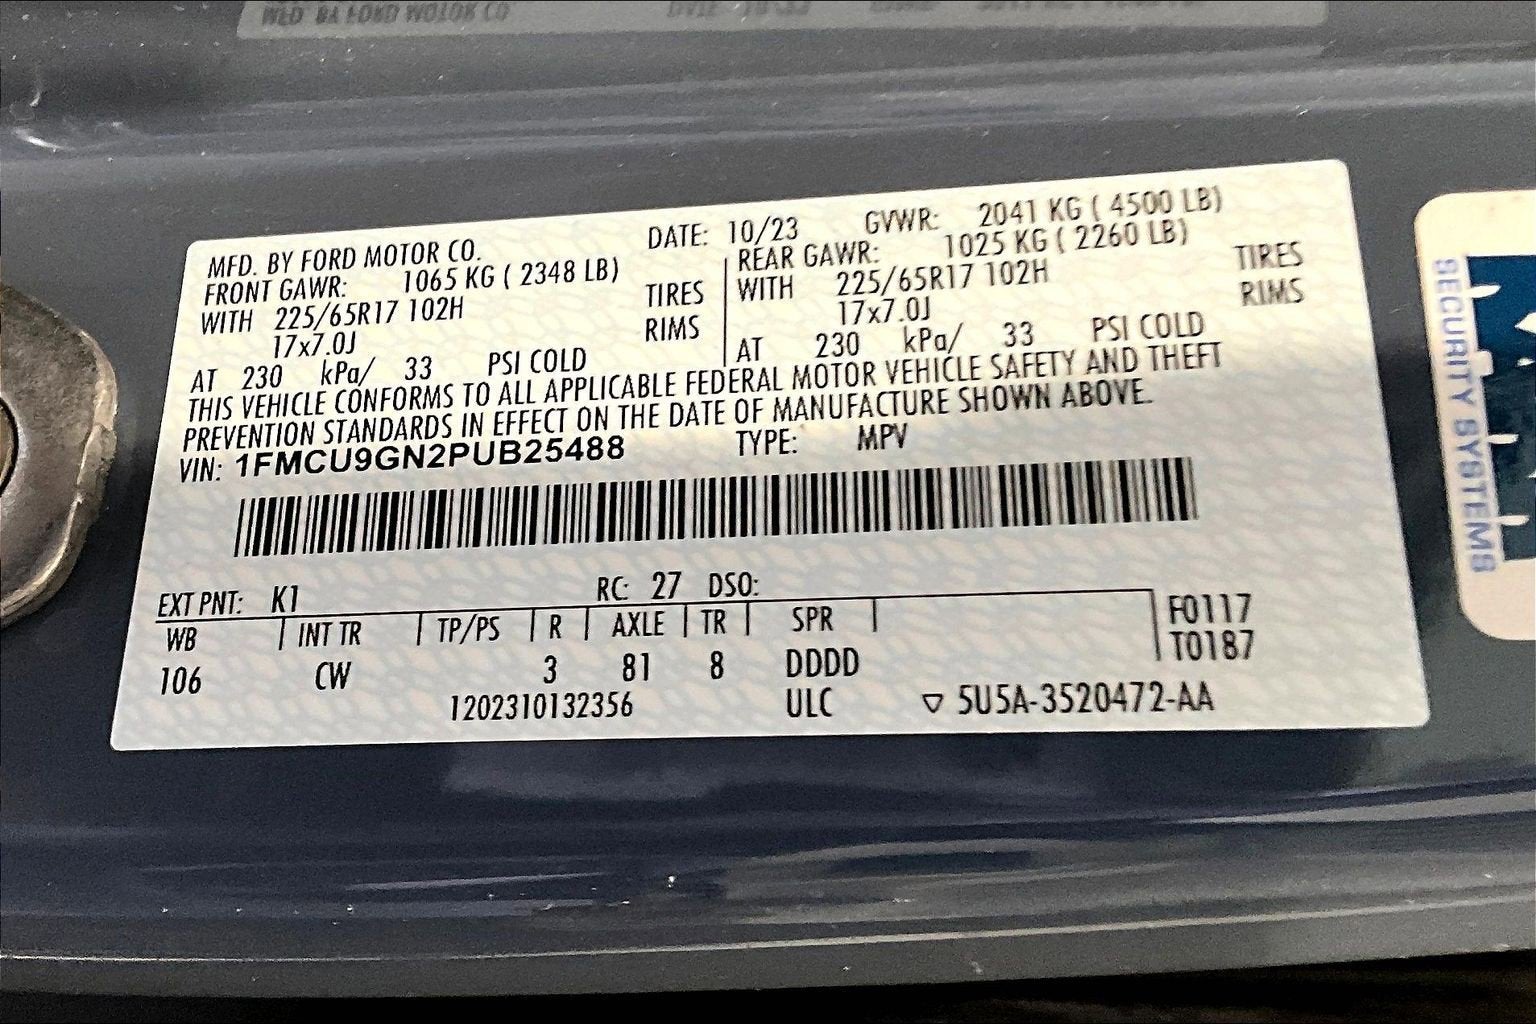 MFD. BY FORD MOTOR CO. DATE: 10/23 GVWR: 2041 KG ( 4500 LB)
FRONT GAWR: 1065 KG ( 2348 LB) REAR GAWR: 1025 KG ( 2260 LB)
WITH 225/65R17 102H TIRES WITH 225/65R17 102H TIRES
17x7.0J RIMS 17x7.0J RIMS
AT 230 kPa/ 33 PSI COLD AT 230 kPa/ 33 PSI COLD
THIS VEHICLE CONFORMS TO ALL APPLICABLE FEDERAL MOTOR VEHICLE SAFETY AND THEFT
PREVENTION STANDARDS IN EFFECT ON THE DATE OF MANUFACTURE SHOWN ABOVE.
VIN: 1FMCU9GN2PUB25488 TYPE: MPV
EXT PNT: K1 RC: 27 DSO:
WB INT TR TP/PS R AXLE TR SPR F0117
T0187
106 CW 3 81 8 DDDD
1202310132356 ULC ▽ 5U5A-3520472-AA
SECURITY SYSTEMS